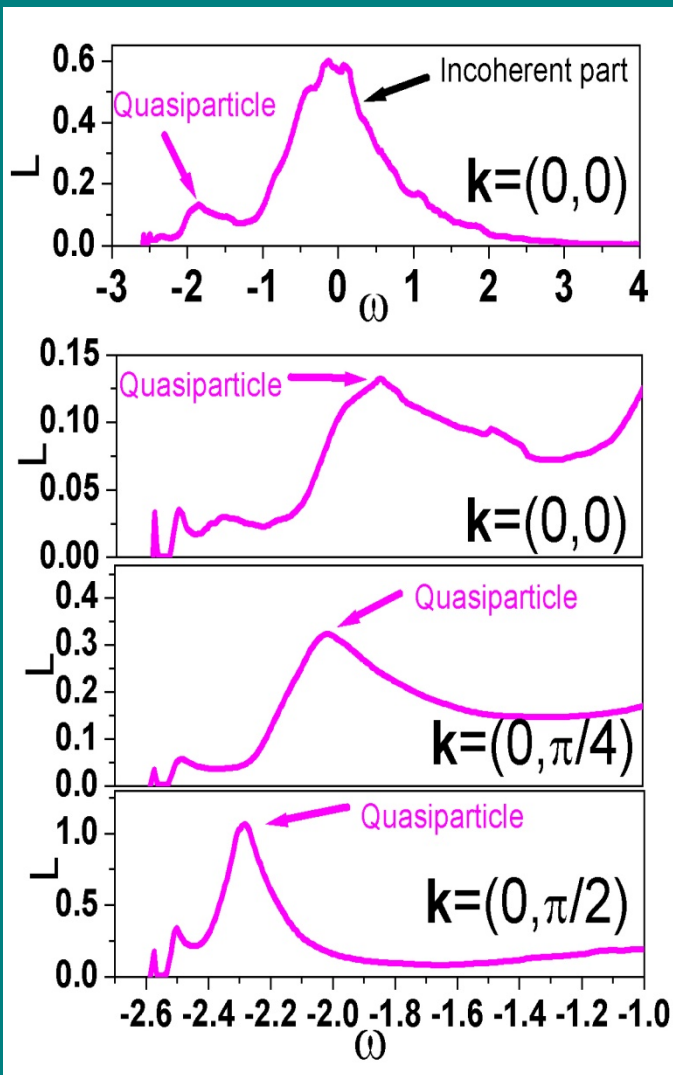 0.6
Incoherent part
Quasiparticle
0.4
L
0.2
k=(0,0)
0.0
-3 -2 -1 0 1 2 3 4
ω
0.15
Quasiparticle
0.10
L
0.05
k=(0,0)
0.00
0.4
Quasiparticle
0.3
L
0.2
0.1
k=(0,π/4)
0.0
1.0
Quasiparticle
L
0.5
k=(0,π/2)
0.0
-2.6 -2.4 -2.2 -2.0 -1.8 -1.6 -1.4 -1.2 -1.0
ω